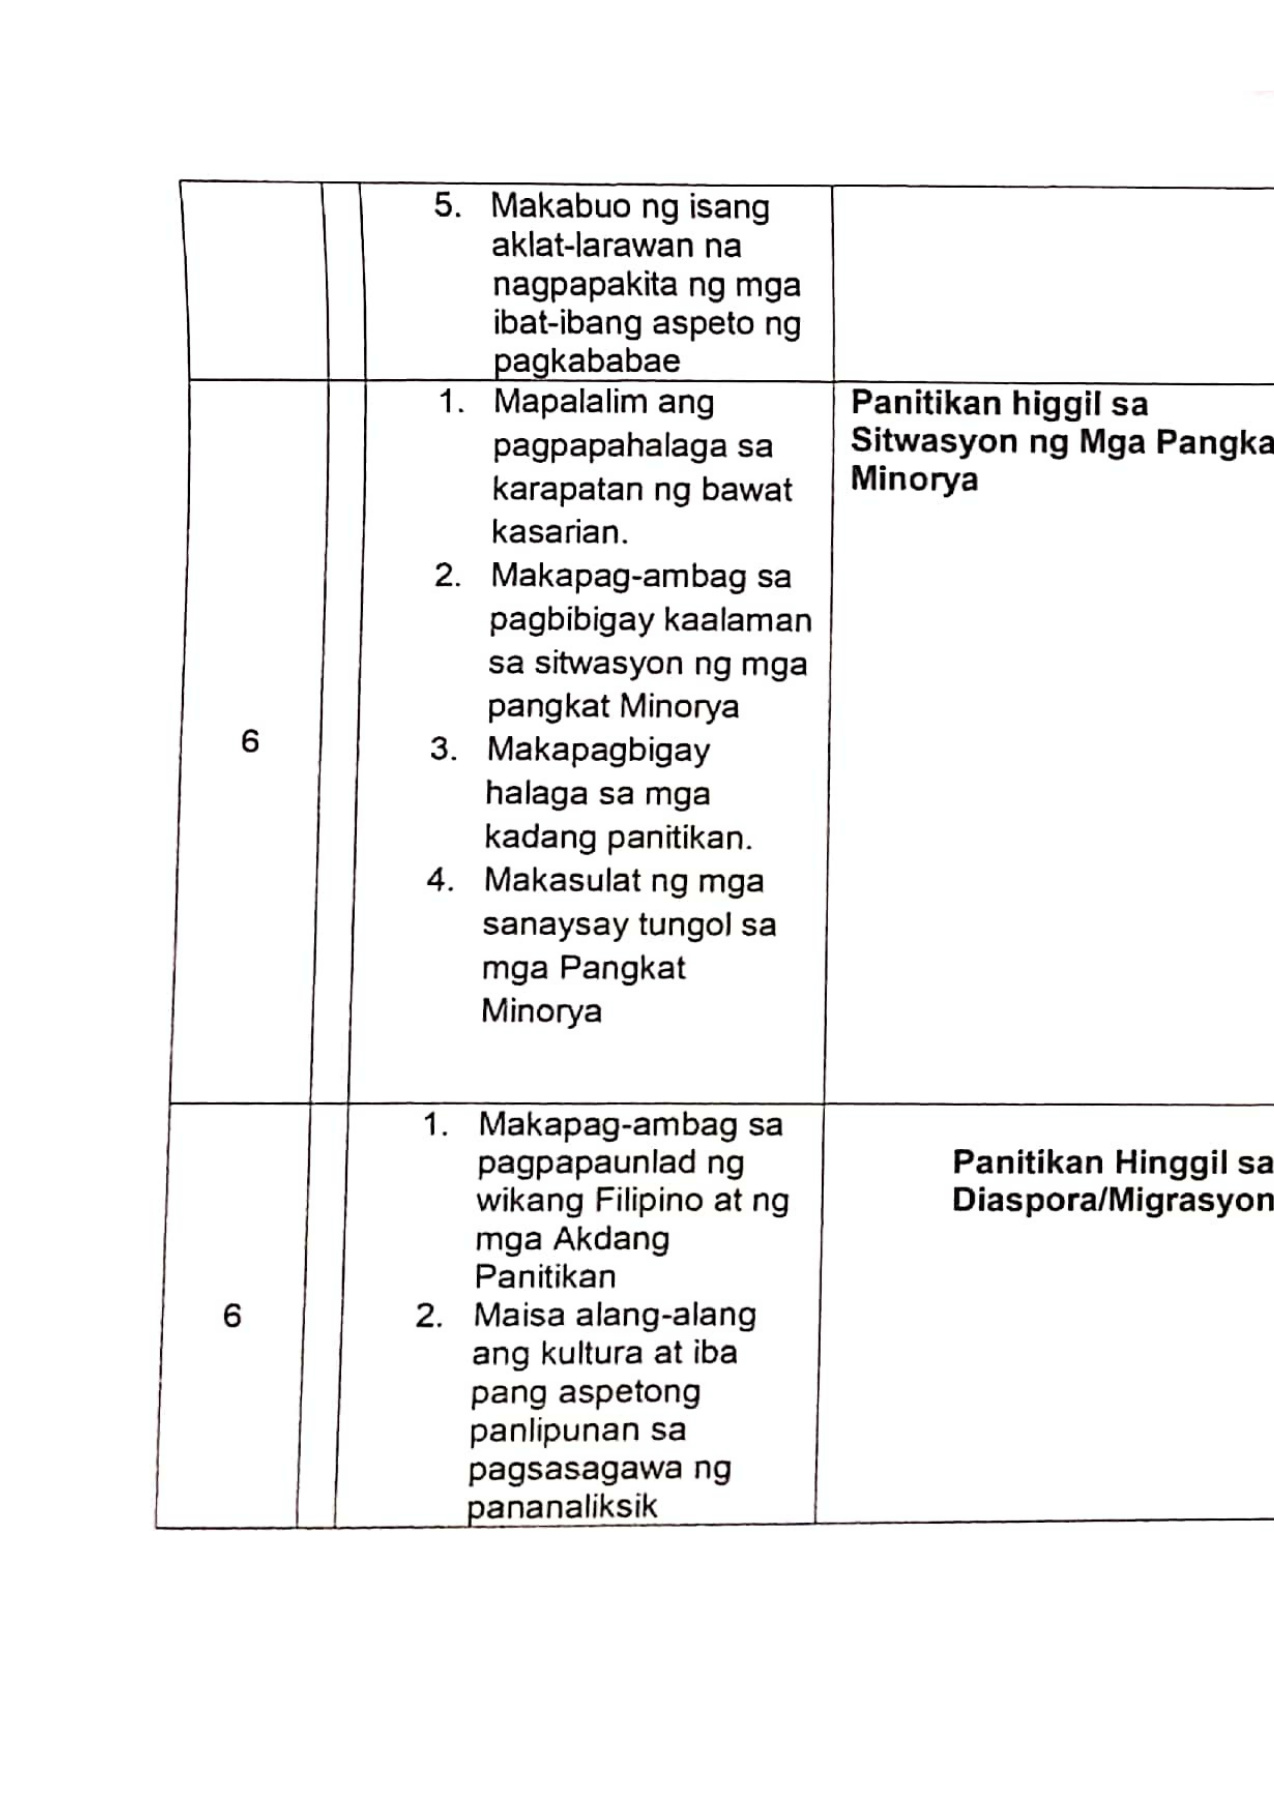 5. Makabuo ng isang
aklat-larawan na
nagpapakita ng mga
ibat-ibang aspeto ng
pagkababae
6
1. Mapalalim ang
pagpapahalaga sa
karapatan ng bawat
kasarian.
2. Makapag-ambag sa
pagbibigay kaalaman
sa sitwasyon ng mga
pangkat Minorya
3. Makapagbigay
halaga sa mga
kadang panitikan.
4. Makasulat ng mga
sanaysay tungol sa
mga Pangkat
Minorya
Panitikan higgil sa
Sitwasyon ng Mga Pangka
Minorya
6
1. Makapag-ambag sa
pagpapaunlad ng
wikang Filipino at ng
mga Akdang
Panitikan
2. Maisa alang-alang
ang kultura at iba
pang aspetong
panlipunan sa
pagsasagawa ng
pananaliksik
Panitikan Hinggil sa
Diaspora/Migrasyon